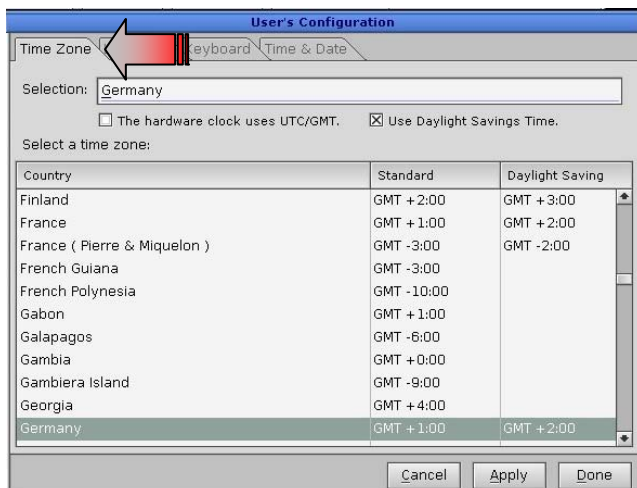 User's Configuration
Time Zone Keyboard Time & Date
Selection: Germany
The hardware clock uses UTC/GMT. Use Daylight Savings Time.
Select a time zone:
Country Standard Daylight Saving
Finland GMT +2:00 GMT +3:00
France GMT +1:00 GMT +2:00
France ( Pierre & Miquelon ) GMT -3:00 GMT -2:00
French Guiana GMT -3:00
French Polynesia GMT -10:00
Gabon GMT +1:00
Galapagos GMT -6:00
Gambia GMT +0:00
Gambiera Island GMT -9:00
Georgia GMT +4:00
Germany GMT +1:00 GMT +2:00
Cancel Apply Done